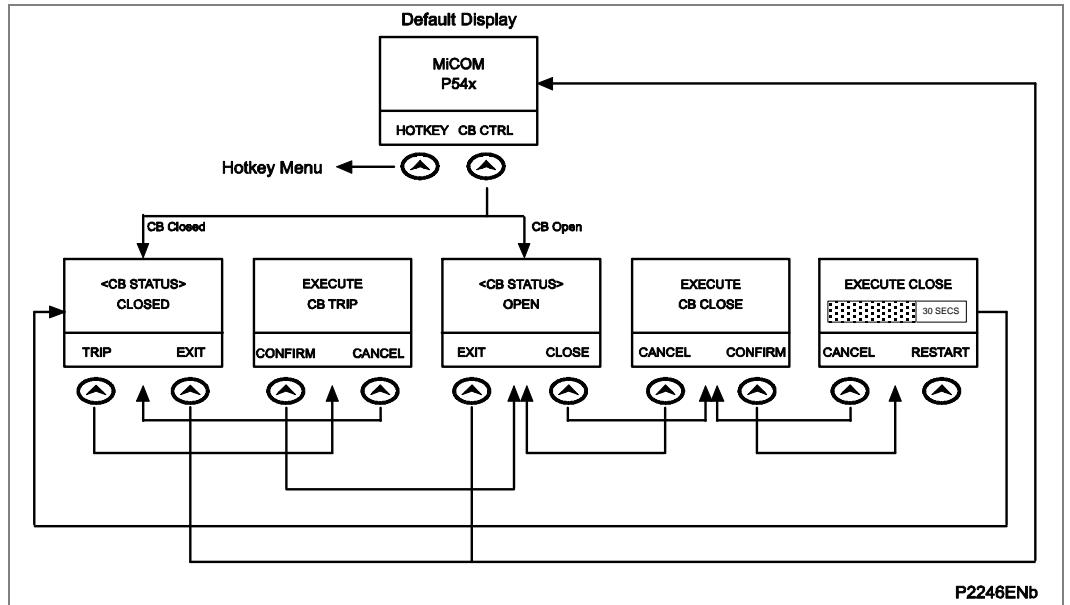 Default Display
MiCOM
P54x
HOTKEY CB CTRL
Hotkey Menu
CB Closed
CB Open
<CB STATUS>
CLOSED
TRIP EXIT
EXECUTE
CB TRIP
CONFIRM CANCEL
<CB STATUS>
OPEN
EXIT CLOSE
EXECUTE
CB CLOSE
CANCEL CONFIRM
EXECUTE CLOSE
30 SECS
CANCEL RESTART
P2246ENb